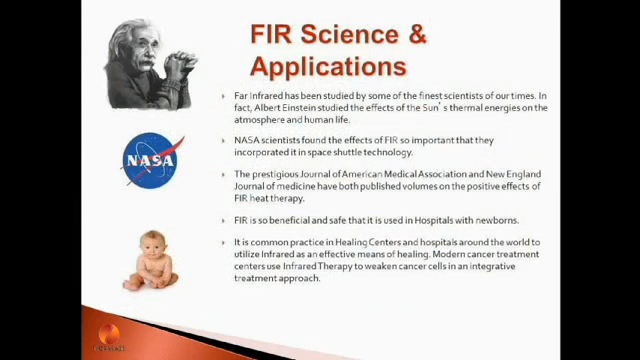 FIR Science &
Applications
Far Infrared has been studied by some of the finest scientists of our times. In
fact, Albert Einstein studied the effects of the Sun's thermal energies on the
atmosphere and human life.
NASA scientists found the effects of FIR so important that they
incorporated it in space shuttle technology.
NASA
The prestigious Journal of American Medical Association and New England
Journal of medicine have both published volumes on the positive effects of
FIR heat therapy.
FIR is so beneficial and safe that it is used in Hospitals with newborns.
It is common practice in Healing Centers and hospitals around the world to
utilize Infrared as an effective means of healing. Modern cancer treatment
centers use Infrared Therapy to weaken cancer cells in an integrative
treatment approach.